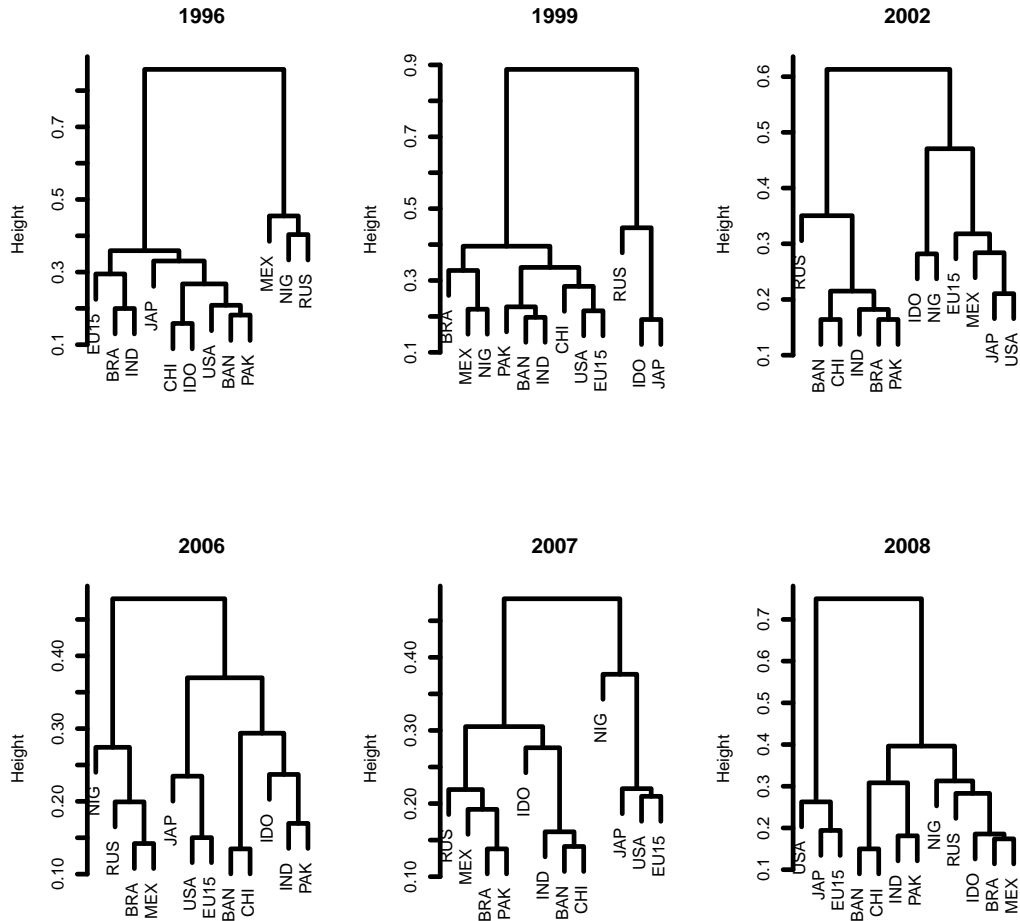 1996
Height
0.1 0.3 0.5 0.7
EU15 BRA IND JAP CHI IDO USA BAN PAK MEX NIG RUS
1999
Height
0.1 0.3 0.5 0.7 0.9
BRA MEX NIG PAK BAN IND CHI USA EU15 RUS IDO JAP
2002
Height
0.1 0.2 0.3 0.4 0.5 0.6
RUS BAN CHI IND BRA PAK IDO NIG EU15 MEX JAP USA
2006
Height
0.10 0.20 0.30 0.40
NIG RUS BRA MEX JAP USA EU15 BAN CHI IDO IND PAK
2007
Height
0.10 0.20 0.30 0.40
RUS MEX BRA PAK IDO IND BAN CHI NIG JAP USA EU15
2008
Height
0.1 0.2 0.3 0.4 0.5 0.6 0.7
USA JAP EU15 BAN CHI IND PAK NIG RUS IDO BRA MEX